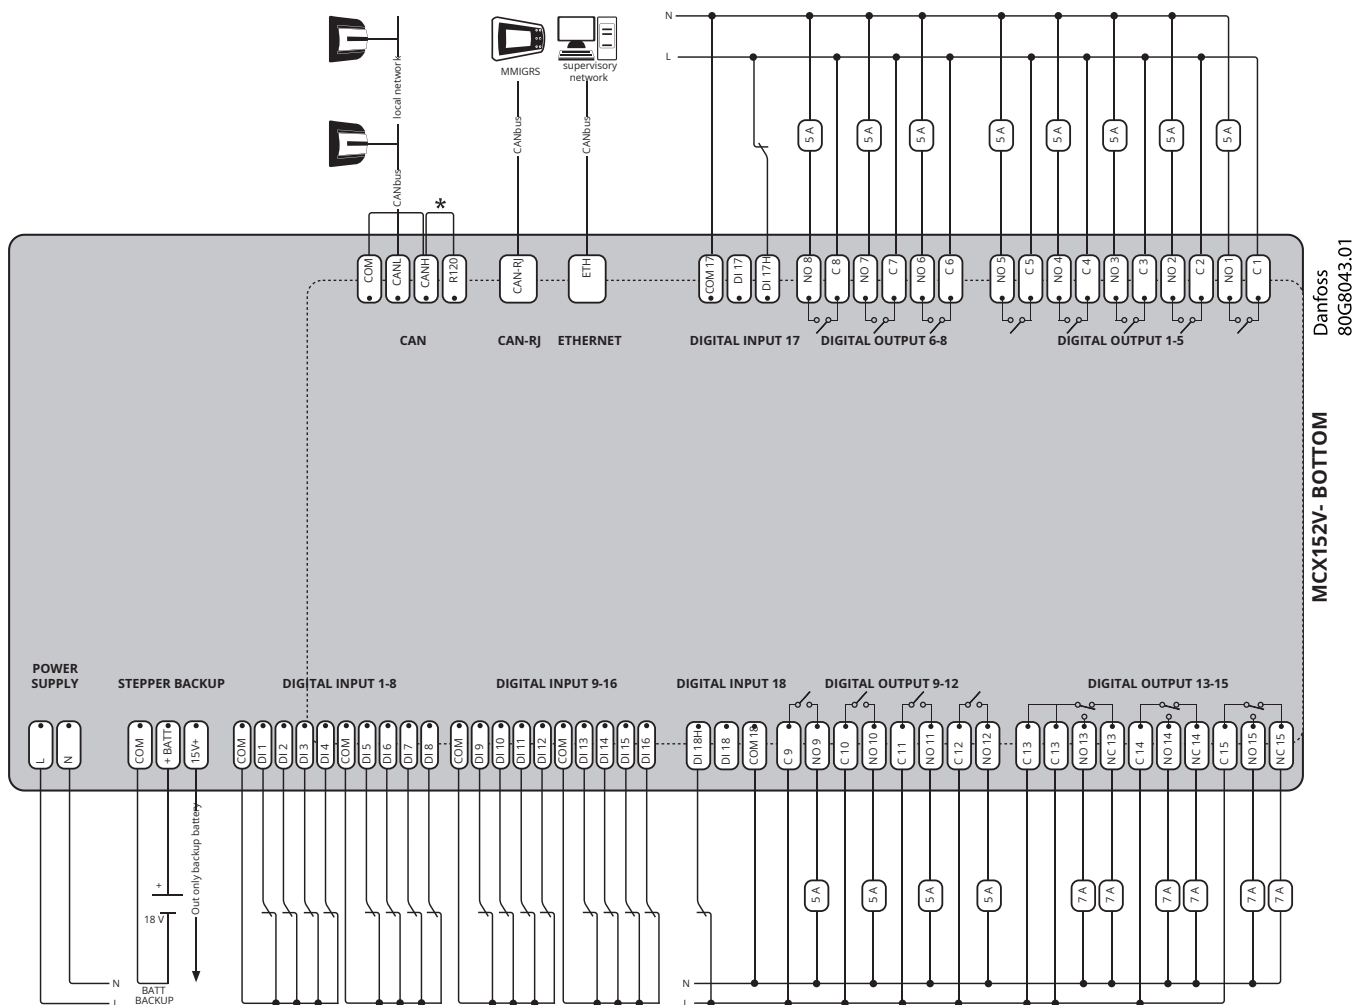 N
L
local network
CANbus
MMIGRS
CANbus
supervisory
network
CANbus
*
5 A
5 A
5 A
5 A
5 A
5 A
5 A
5 A
COM
CANL
CANH
R120
CAN-RJ
ETH
COM 17
DI 17
DI 17H
NO 8
C 8
NO 7
C 7
NO 6
C 6
NO 5
C 5
NO 4
C 4
NO 3
C 3
NO 2
C 2
NO 1
C 1
CAN
CAN-RJ
ETHERNET
DIGITAL INPUT 17
DIGITAL OUTPUT 6-8
DIGITAL OUTPUT 1-5
Danfoss
80G8043.01
MCX152V- BOTTOM
POWER
SUPPLY
STEPPER BACKUP
DIGITAL INPUT 1-8
DIGITAL INPUT 9-16
DIGITAL INPUT 18
DIGITAL OUTPUT 9-12
DIGITAL OUTPUT 13-15
L
N
COM
+ BATT
15V+
COM
DI 1
DI 2
DI 3
DI 4
COM
DI 5
DI 6
DI 7
DI 8
COM
DI 9
DI 10
DI 11
DI 12
COM
DI 13
DI 14
DI 15
DI 16
DI 18H
DI 18
COM 18
C 9
NO 9
C 10
NO 10
C 11
NO 11
C 12
NO 12
C 13
C 13
NO 13
NC 13
C 14
NO 14
NC 14
C 15
NO 15
NC 15
+
18 V
Out only backup battery
5 A
5 A
5 A
5 A
7 A
7 A
7 A
7 A
7 A
7 A
N
L
BATT
BACKUP
N
L